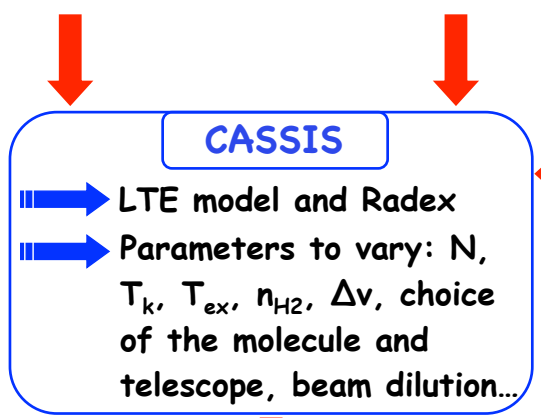 CASSIS
LTE model and Radex
Parameters to vary: N,
Tk, Tex, nH2, Δv, choice
of the molecule and
telescope, beam dilution…